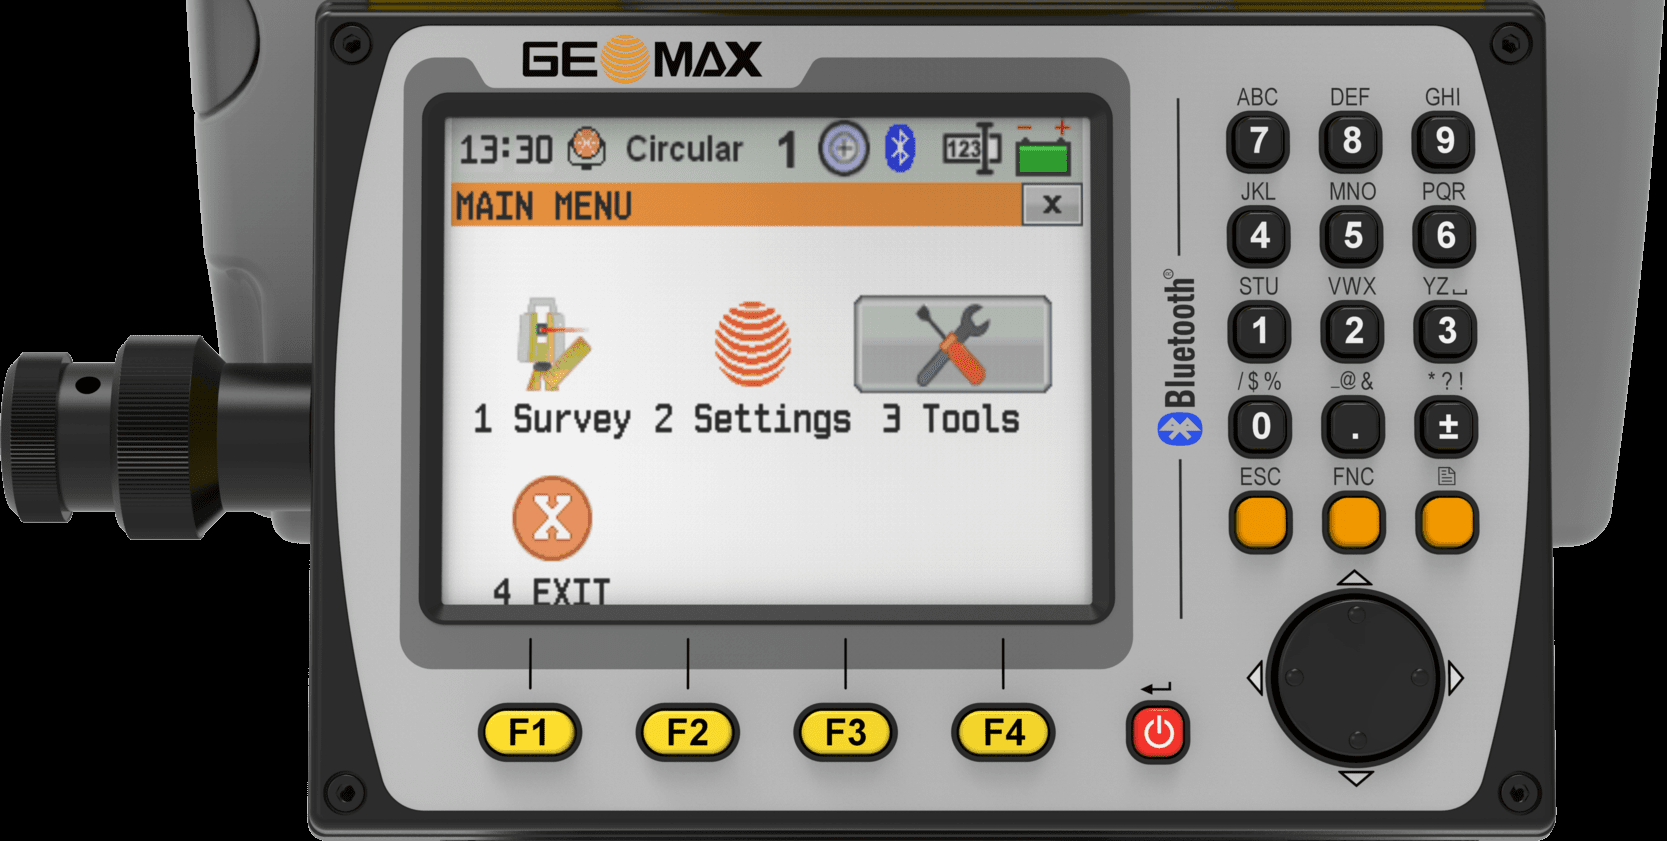 GEOMAX
13:30 Circular 1 123
MAIN MENU x
1 Survey 2 Settings 3 Tools
X
4 EXIT
F1 F2 F3 F4
Bluetooth®
ABC DEF GHI
7 8 9
JKL MNO PQR
4 5 6
STU VWX YZ⎵
1 2 3
/$% _@& *?!
0 . ±
ESC FNC